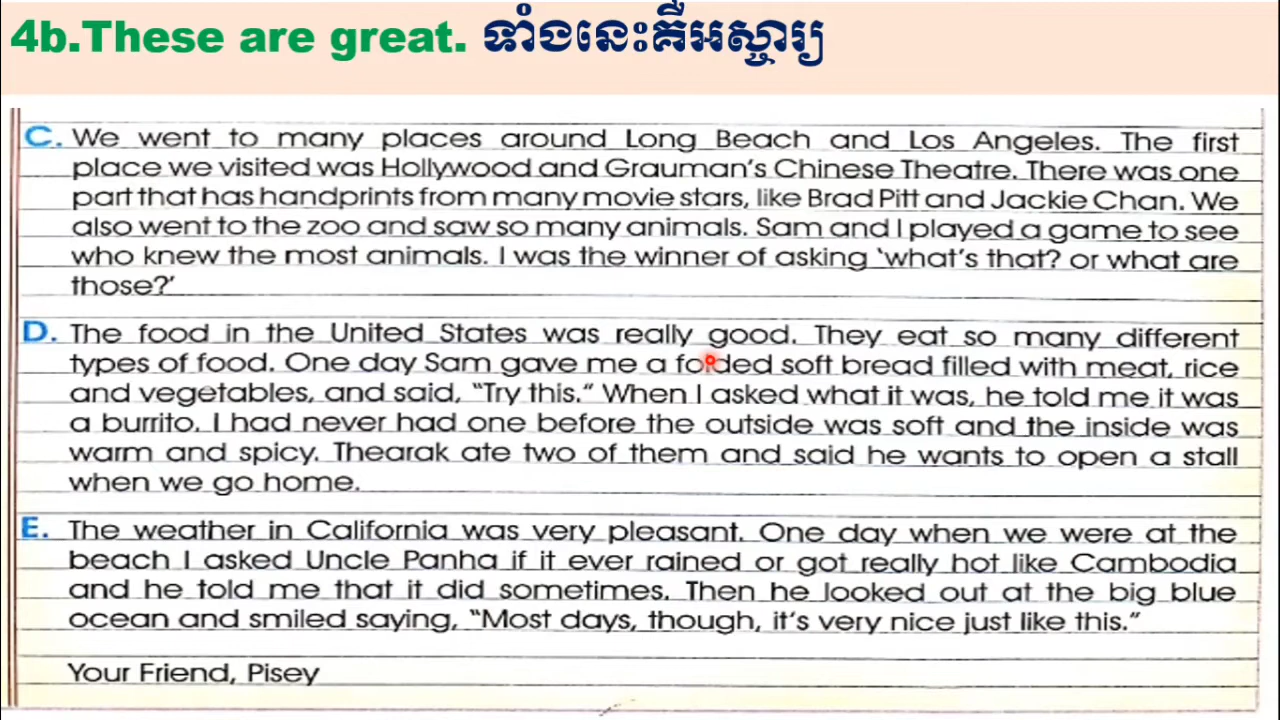 4b.These are great. ទាំងនេះគឺអស្ចារ្យ
C. We went to many places around Long Beach and Los Angeles. The first
place we visited was Hollywood and Grauman's Chinese Theatre. There was one
part that has handprints from many movie stars, like Brad Pitt and Jackie Chan. We
also went to the zoo and saw so many animals. Sam and I played a game to see
who knew the most animals. I was the winner of asking 'what's that? or what are
those?'
D. The food in the United States was really good. They eat so many different
types of food. One day Sam gave me a folded soft bread filled with meat, rice
and vegetables, and said, "Try this." When I asked what it was, he told me it was
a burrito. I had never had one before the outside was soft and the inside was
warm and spicy. Thearak ate two of them and said he wants to open a stall
when we go home.
E. The weather in California was very pleasant. One day when we were at the
beach I asked Uncle Panha if it ever rained or got really hot like Cambodia
and he told me that it did sometimes. Then he looked out at the big blue
ocean and smiled saying, "Most days, though, it's very nice just like this."
Your Friend, Pisey